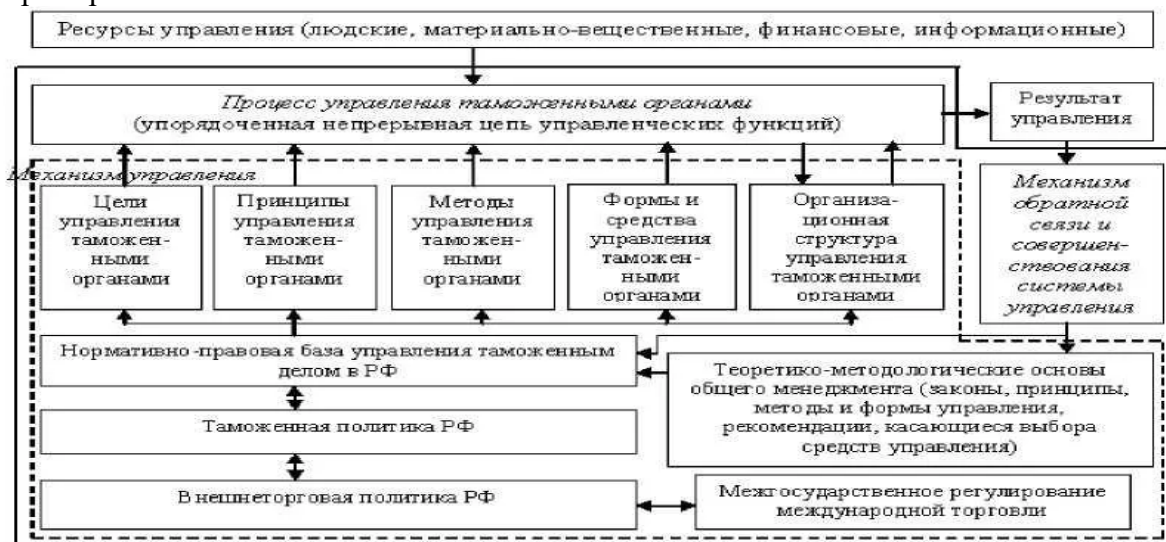 Ресурсы управления (людские, материально-вещественные, финансовые, информационные)
Процесс управления таможенными органами
(упорядоченная непрерывная цепь управленческих функций)
Результат
управления
Механизм управления
Цели
управления
таможен-
ными
органами
Принципы
управления
таможен-
ными
органами
Методы
управления
таможен-
ными
органами
Формы и
средства
управления
таможен-
ными
органами
Организа-
ционная
структура
управления
таможенными
органами
Механизм
обратной
связи и
совершен-
ствования
системы
управления
Нормативно-правовая база управления таможенным
делом в РФ
Теоретико-методологические основы
общего менеджмента (законы, принципы,
методы и формы управления,
рекомендации, касающиеся выбора
средств управления)
Таможенная политика РФ
Внешнеторговая политика РФ
Межгосударственное регулирование
международной торговли